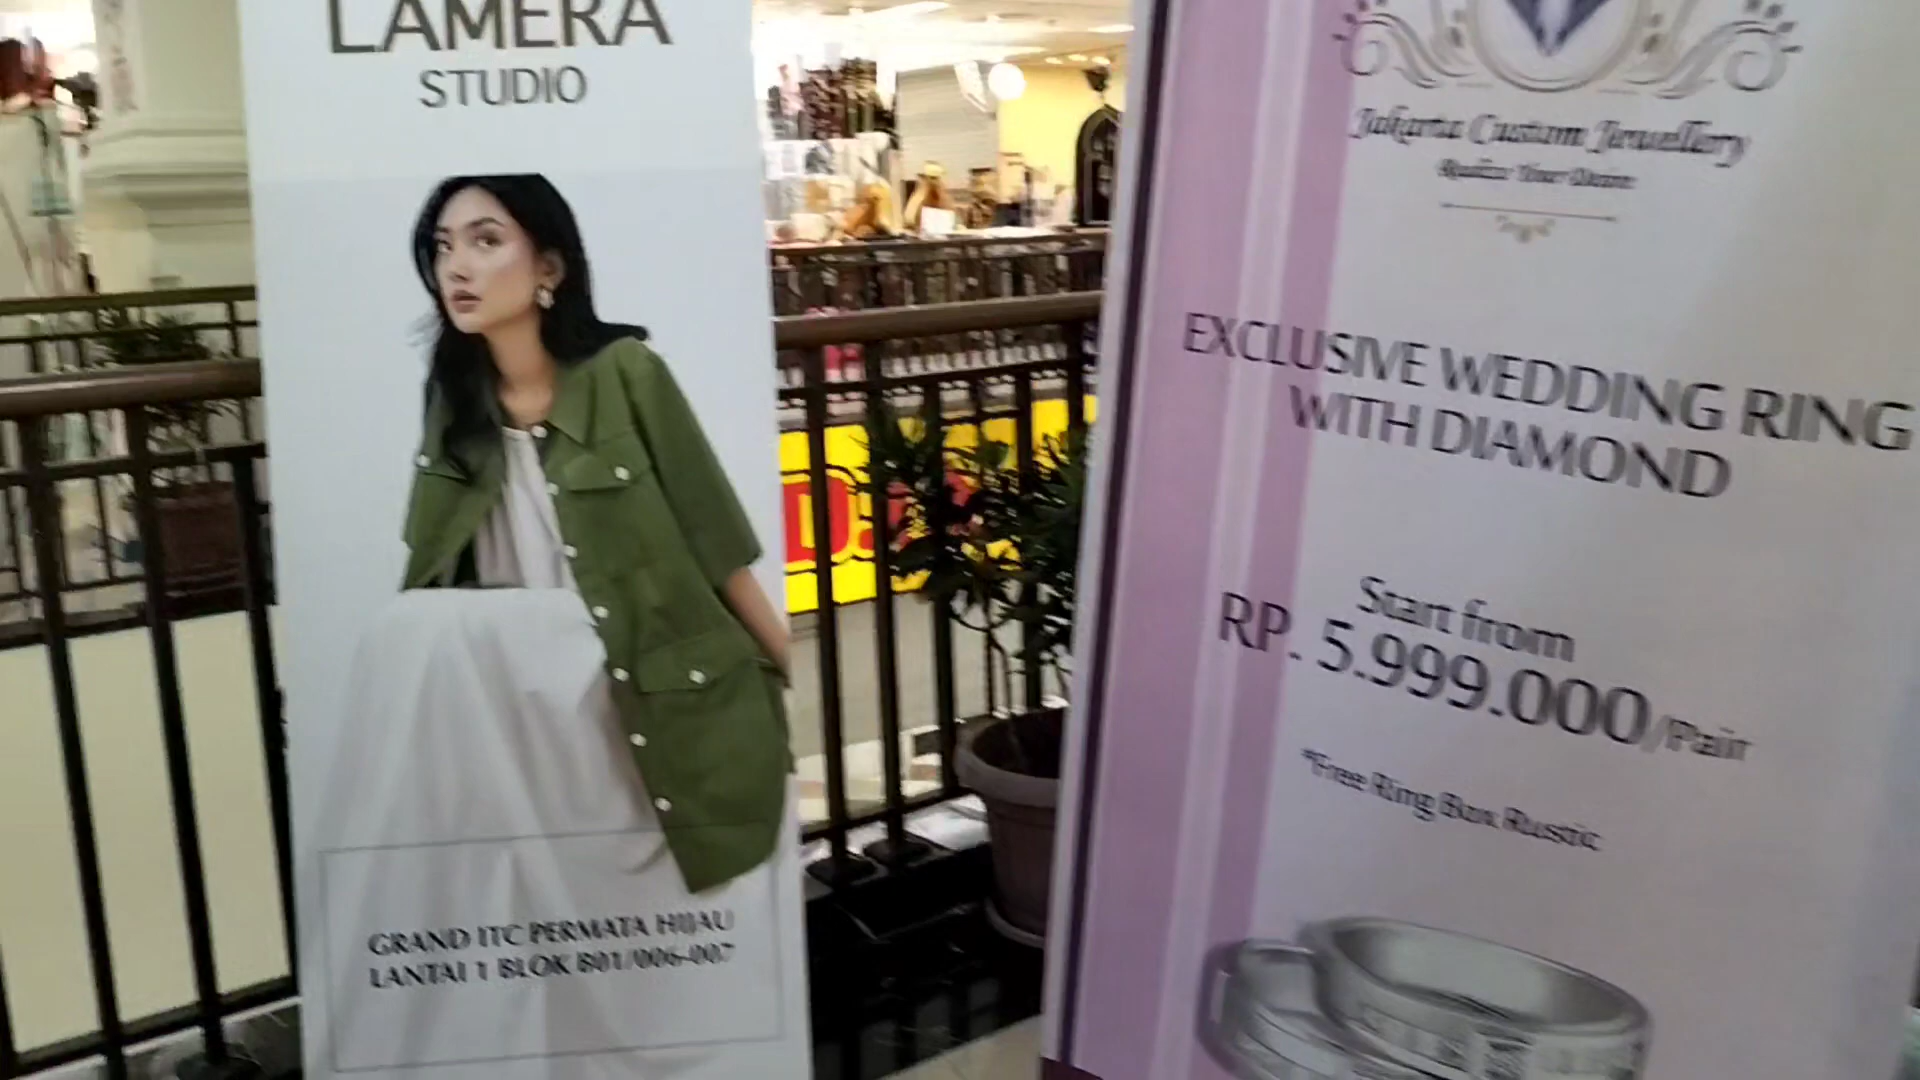 LAMERA
STUDIO
GRAND ITC PERMATA HIJAU
LANTAI 1 BLOK B01/006-007
Jakarta Custom Jewellery
EXCLUSIVE WEDDING RING
WITH DIAMOND
Start from
RP. 5.999.000/Pair
*Free Ring Box Rustic